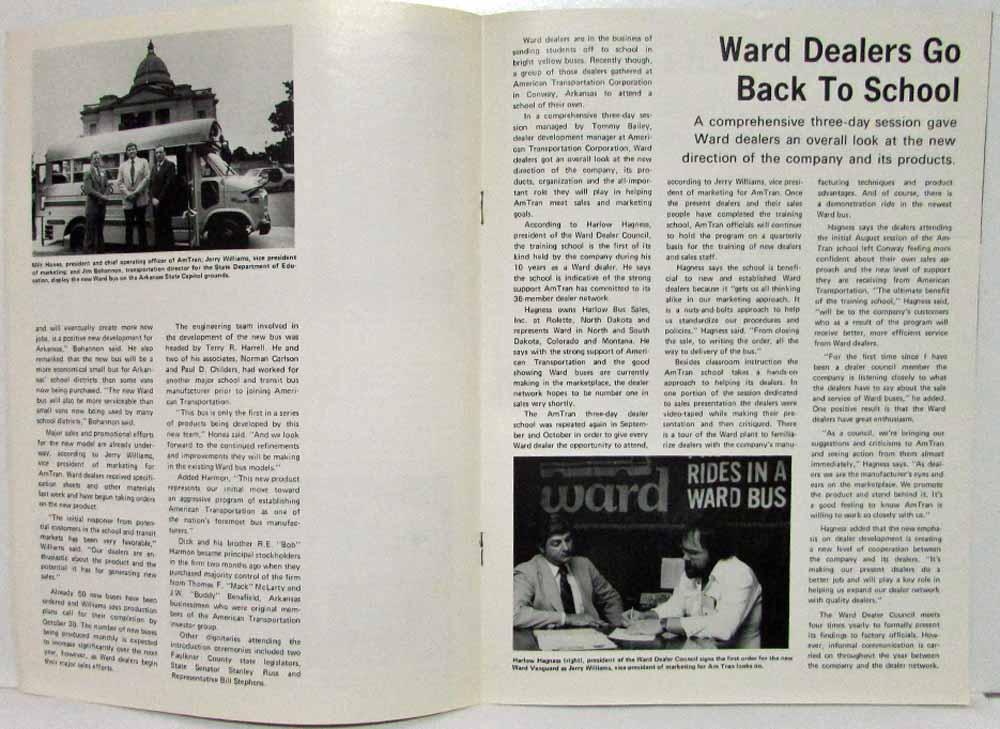 Milt Honea, president and chief operating officer of AmTran; Jerry Williams, vice president
of marketing; and Jim Bohannon, transportation director for the State Department of Edu-
cation, display the new Ward bus on the Arkansas State Capitol grounds.
and will eventually create more new
jobs, is a positive new development for
Arkansas," Bohannon said. He also
remarked that the new bus will be a
more economical small bus for Arkan-
sas' school districts than some vans
now being purchased. "The new Ward
bus will also be more serviceable than
small vans now being used by many
school districts," Bohannon said.
Major sales and promotional efforts
for the new model are already under-
way, according to Jerry Williams,
vice president of marketing for
AmTran. Ward dealers received specifi-
cation sheets and other materials
last week and have begun taking orders
on the new product.
"The initial response from poten-
tial customers in the school and transit
markets has been very favorable,"
Williams said. "Our dealers are en-
thusiastic about the product and the
potential it has for generating new
sales."
Already 50 new buses have been
ordered and Williams says production
plans call for their completion by
October 30. The number of new buses
being produced monthly is expected
to increase significantly over the next
year, however, as Ward dealers begin
their major sales efforts.
The engineering team involved in
the development of the new bus was
headed by Terry R. Harrell. He and
two of his associates, Norman Carlson
and Paul D. Childers, had worked for
another major school and transit bus
manufacturer prior to joining Ameri-
can Transportation.
"This bus is only the first in a series
of products being developed by this
new team," Honea said. "And we look
forward to the continued refinements
and improvements they will be making
in the existing Ward bus models."
Added Harmon, "This new product
represents our initial move toward
an aggressive program of establishing
American Transportation as one of
the nation's foremost bus manufac-
turers."
Dick and his brother R.E. "Bob"
Harmon became principal stockholders
in the firm two months ago when they
purchased majority control of the firm
from Thomas F. "Mack" McLarty and
J.W. "Buddy" Benafield, Arkansas
businessmen who were original mem-
bers of the American Transportation
investor group.
Other dignitaries attending the
introduction ceremonies included two
Faulkner County state legislators,
State Senator Stanley Russ and
Representative Bill Stephens.
Ward Dealers Go
Back To School
A comprehensive three-day session gave
Ward dealers an overall look at the new
direction of the company and its products.
Ward dealers are in the business of
sending students off to school in
bright yellow buses. Recently though,
a group of those dealers gathered at
American Transportation Corporation
in Conway, Arkansas to attend a
school of their own.
In a comprehensive three-day ses-
sion managed by Tommy Bailey,
dealer development manager at Ameri-
can Transportation Corporation, Ward
dealers got an overall look at the new
direction of the company, its pro-
ducts, organization and the all-impor-
tant role they will play in helping
AmTran meet sales and marketing
goals.
According to Harlow Hagness,
president of the Ward Dealer Council,
the training school is the first of its
kind held by the company during his
10 years as a Ward dealer. He says
the school is indicative of the strong
support AmTran has committed to its
36-member dealer network.
Hagness owns Harlow Bus Sales,
Inc. at Rolette, North Dakota and
represents Ward in North and South
Dakota, Colorado and Montana. He
says with the strong support of Ameri-
can Transportation and the good
showing Ward buses are currently
making in the marketplace, the dealer
network hopes to be number one in
sales very shortly.
The AmTran three-day dealer
school was repeated again in Septem-
ber and October in order to give every
Ward dealer the opportunity to attend,
according to Jerry Williams, vice presi-
dent of marketing for AmTran. Once
the present dealers and their sales
people have completed the training
school, AmTran officials will continue
to hold the program on a quarterly
basis for the training of new dealers
and sales staff.
Hagness says the school is benefi-
cial to new and established Ward
dealers because it "gets us all thinking
alike in our marketing approach. It
is a nuts-and-bolts approach to help
us standardize our procedures and
policies," Hagness said. "From closing
the sale, to writing the order, all the
way to delivery of the bus."
Besides classroom instruction the
AmTran school takes a hands-on
approach to helping its dealers. In
one portion of the session dedicated
to sales presentation the dealers were
video-taped while making their pre-
sentation and then critiqued. There
is a tour of the Ward plant to familia-
rize dealers with the company's manu-
facturing techniques and product
advantages. And of course, there is
a demonstration ride in the newest
Ward bus.
Hagness says the dealers attending
the initial August session of the Am-
Tran school left Conway feeling more
confident about their own sales ap-
proach and the new level of support
they are receiving from American
Transportation. "The ultimate benefit
of the training school," Hagness said,
"will be to the company's customers
who as a result of the program will
receive better, more efficient service
from Ward dealers.
"For the first time since I have
been a dealer council member the
company is listening closely to what
the dealers have to say about the sale
and service of Ward buses," he added.
One positive result is that the Ward
dealers have great enthusiasm.
"As a council, we're bringing our
suggestions and criticisms to AmTran
and seeing action from them almost
immediately," Hagness says. "As deal-
ers we are the manufacturer's eyes and
ears on the marketplace. We promote
the product and stand behind it. It's
a good feeling to know AmTran is
willing to work so closely with us."
Hagness added that the new empha-
sis on dealer development is creating
a new level of cooperation between
the company and its dealers. "It's
making our present dealers do a
better job and will play a key role in
helping us expand our dealer network
with quality dealers."
The Ward Dealer Council meets
four times yearly to formally present
its findings to factory officials. How-
ever, informal communication is car-
ried on throughout the year between
the company and the dealer network.
ward
RIDES IN A
WARD BUS
Harlow Hagness (right), president of the Ward Dealer Council signs the first order for the new
Ward Vanguard as Jerry Williams, vice president of marketing for Am Tran looks on.